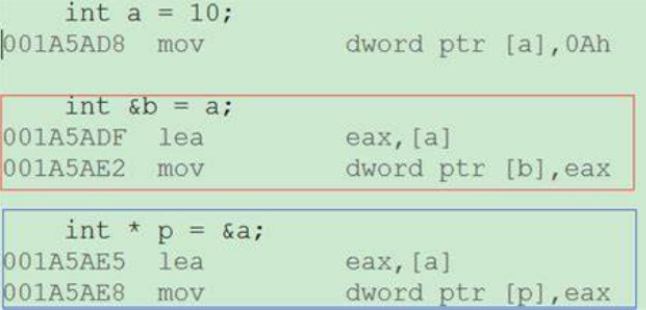 int a = 10;
001A5AD8 mov dword ptr [a],0Ah
int &b = a;
001A5ADF lea eax,[a]
001A5AE2 mov dword ptr [b],eax
int * p = &a;
001A5AE5 lea eax,[a]
001A5AE8 mov dword ptr [p],eax